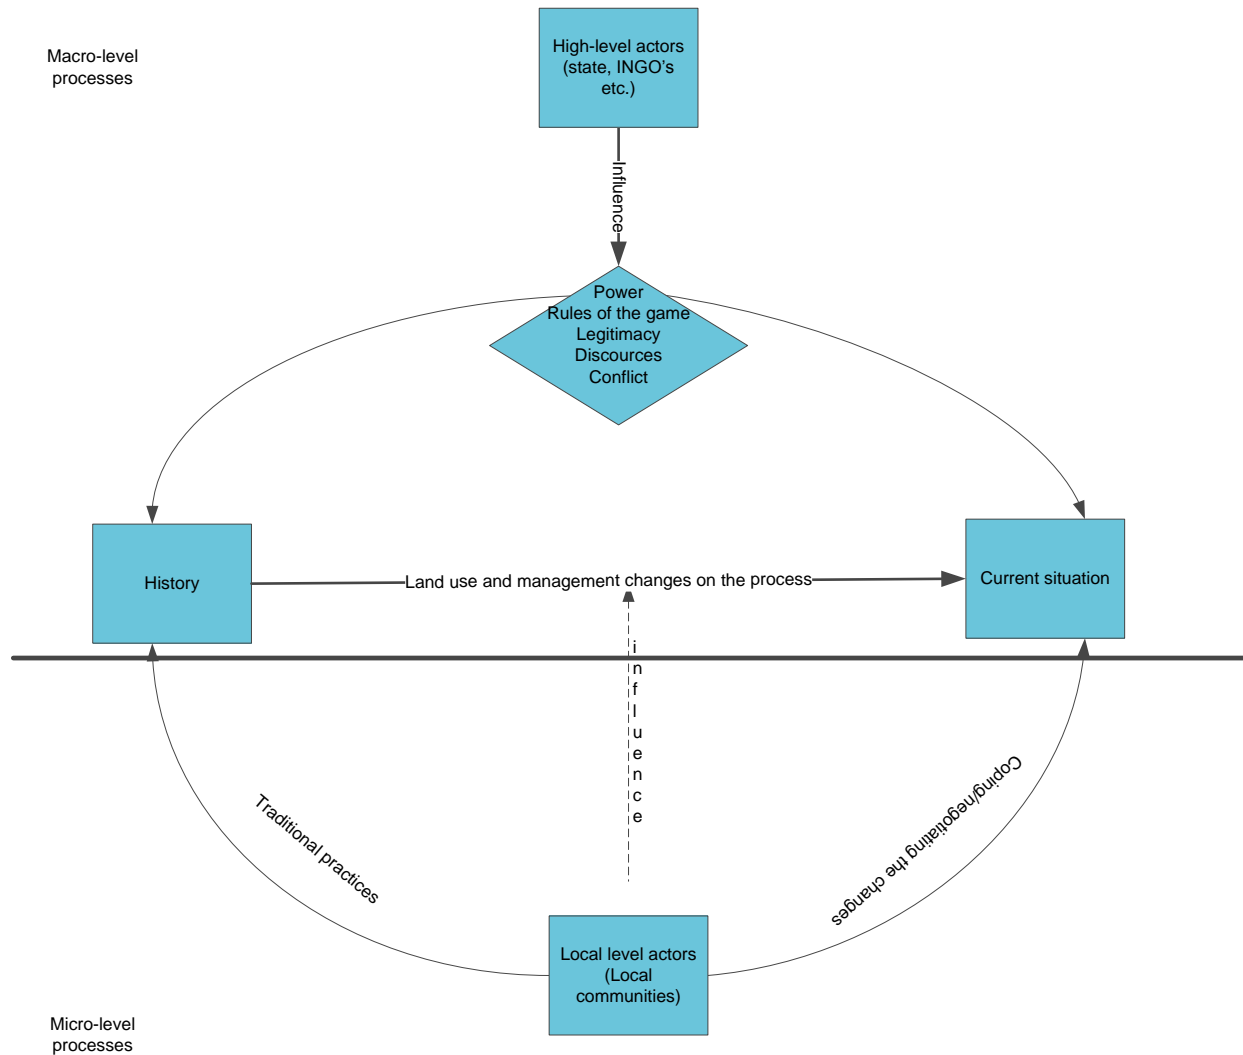 Macro-level
processes
High-level actors
(state, INGO's
etc.)
Influence
Power
Rules of the game
Legitimacy
Discources
Conflict
History
Land use and management changes on the process
Current situation
influence
Traditional practices
Coping/negotiating the changes
Local level actors
(Local
communities)
Micro-level
processes